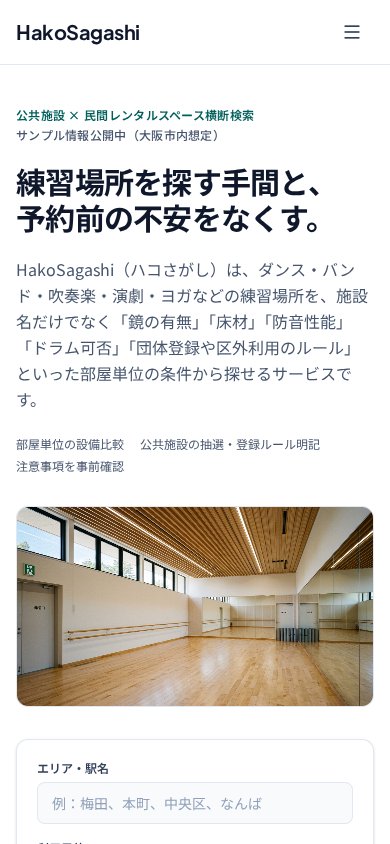 HakoSagashi
公共施設 × 民間レンタルスペース横断検索
サンプル情報公開中（大阪市内想定）
練習場所を探す手間と、
予約前の不安をなくす。
HakoSagashi（ハコさがし）は、ダンス・バン
ド・吹奏楽・演劇・ヨガなどの練習場所を、施設
名だけでなく「鏡の有無」「床材」「防音性能」
「ドラム可否」「団体登録や区外利用のルール」
といった部屋単位の条件から探せるサービスで
す。
部屋単位の設備比較 公共施設の抽選・登録ルール明記
注意事項を事前確認
エリア・駅名
例：梅田、本町、中央区、なんば